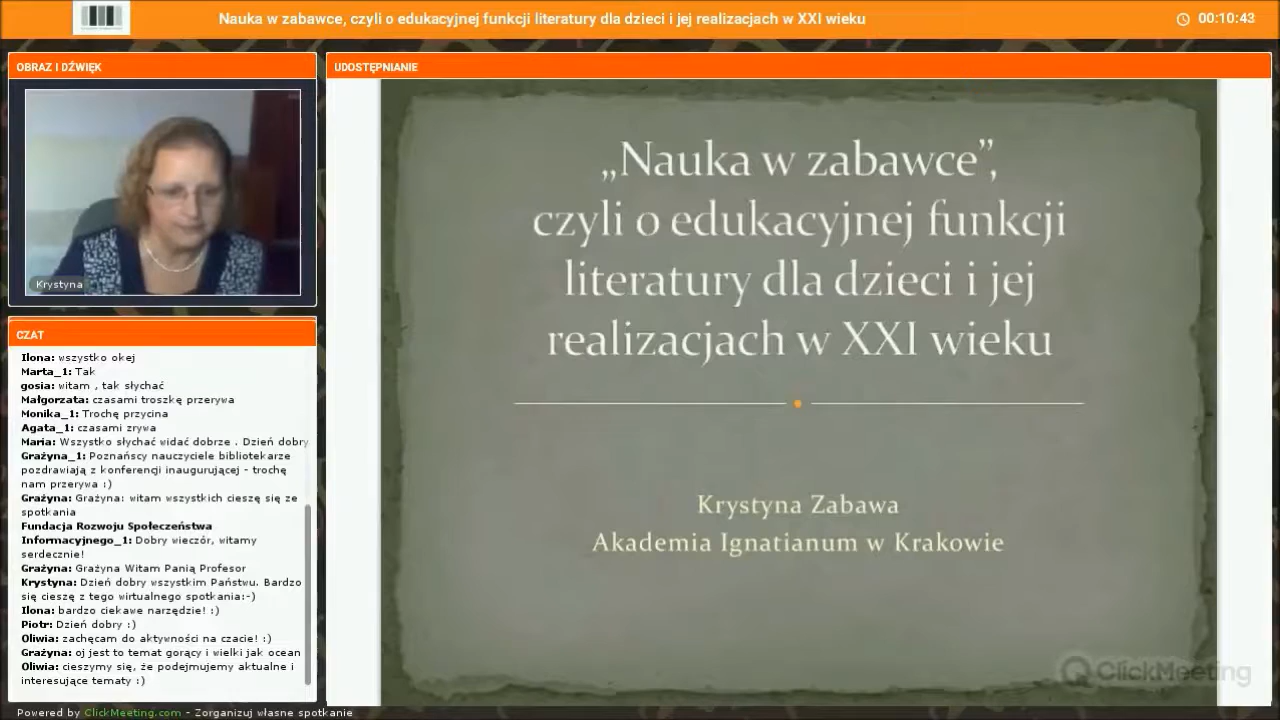 Nauka w zabawce, czyli o edukacyjnej funkcji literatury dla dzieci i jej realizacjach w XXI wieku
00:10:43
OBRAZ I DŹWIĘK
Krystyna
CZAT
Ilona: wszystko okej
Marta_1: Tak
gosia: witam , tak słychać
Małgorzata: czasami troszkę przerywa
Monika_1: Trochę przycina
Agata_1: czasami zrywa
Maria: Wszystko słychać widać dobrze . Dzień dobry
Grażyna_1: Poznańscy nauczyciele bibliotekarze
pozdrawiają z konferencji inaugurującej - trochę
nam przerywa :)
Grażyna: Grażyna: witam wszystkich cieszę się ze
spotkania
Fundacja Rozwoju Społeczeństwa
Informacyjnego_1: Dobry wieczór, witamy
serdecznie!
Grażyna: Grażyna Witam Panią Profesor
Krystyna: Dzień dobry wszystkim Państwu. Bardzo
się cieszę z tego wirtualnego spotkania:-)
Ilona: bardzo ciekawe narzędzie! :)
Piotr: Dzień dobry :)
Oliwia: zachęcam do aktywności na czacie! :)
Grażyna: oj jest to temat gorący i wielki jak ocean
Oliwia: cieszymy się, że podejmujemy aktualne i
interesujące tematy :)
UDOSTĘPNIANIE
„Nauka w zabawce”,
czyli o edukacyjnej funkcji
literatury dla dzieci i jej
realizacjach w XXI wieku
Krystyna Zabawa
Akademia Ignatianum w Krakowie
ClickMeeting
Powered by ClickMeeting.com - Zorganizuj własne spotkanie